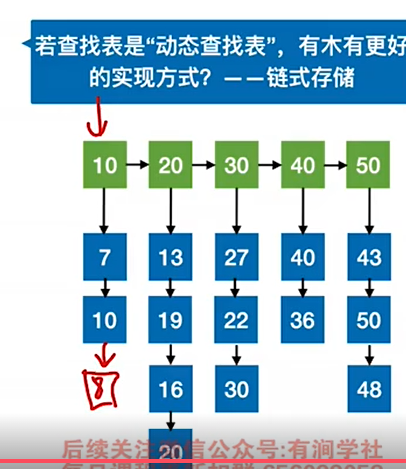 若查找表是“动态查找表”，有木有更好
的实现方式？——链式存储
10 20 30 40 50
7 13 27 40 43
10 19 22 36 50
8 16 30 48
20
后续关注微信公众号:有涧学社